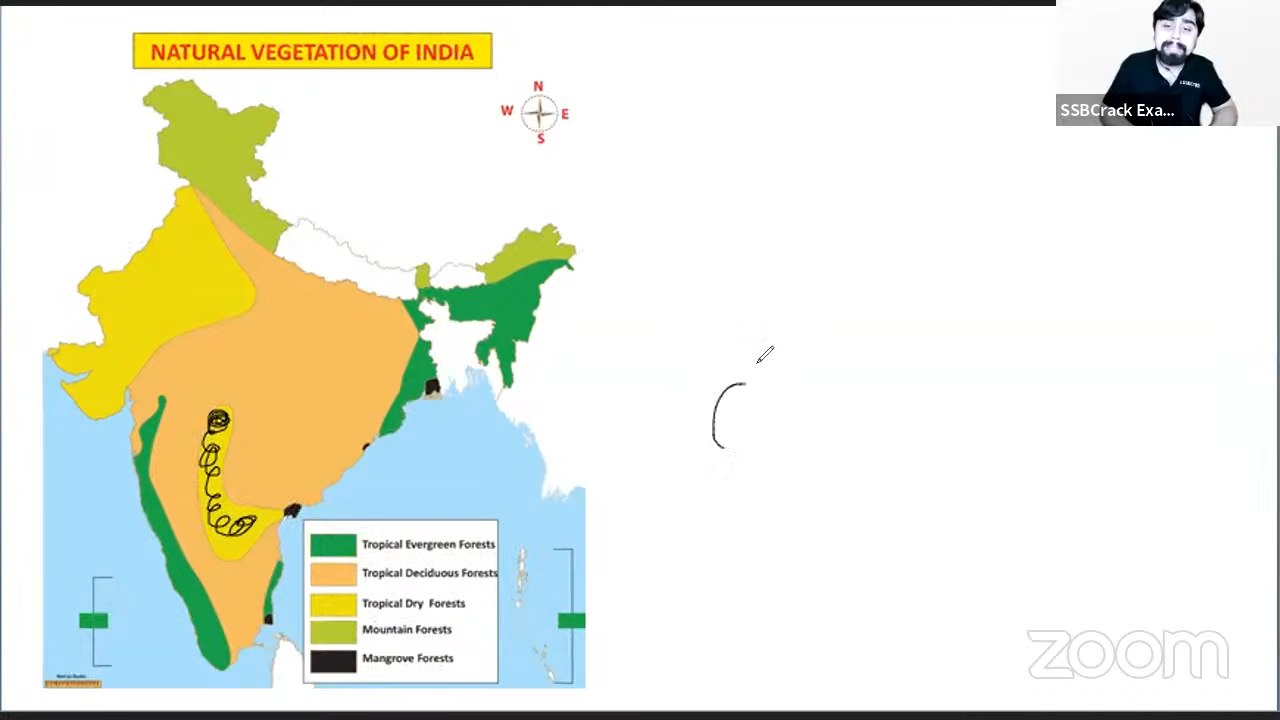 NATURAL VEGETATION OF INDIA
N
W E
S
SSBCrack Exa...
Tropical Evergreen Forests
Tropical Deciduous Forests
Tropical Dry Forests
Mountain Forests
Mangrove Forests
zoom